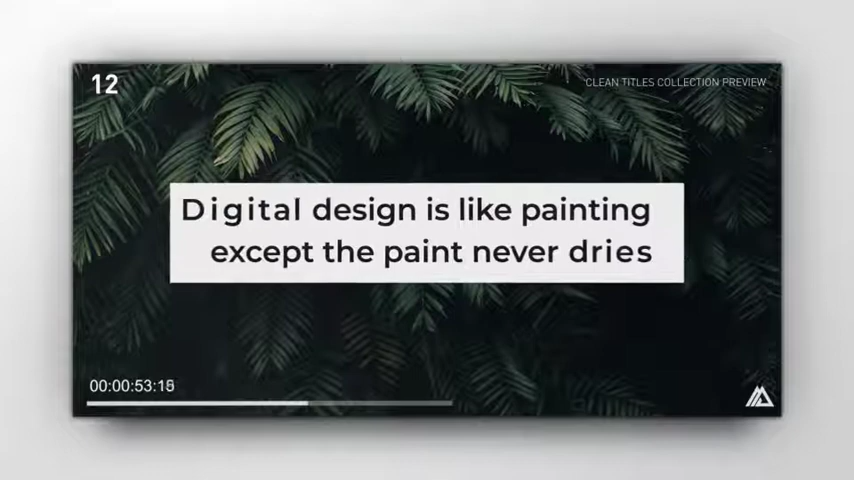 12
CLEAN TITLES COLLECTION PREVIEW
Digital design is like painting
except the paint never dries
00:00:53:15